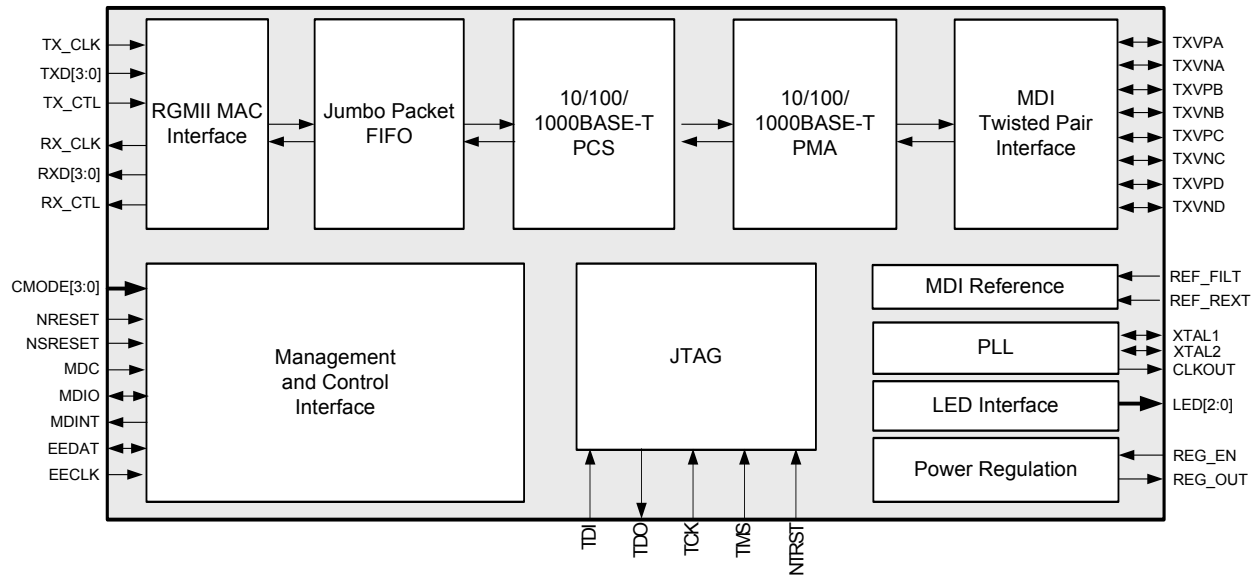 TX_CLK
TXD[3:0]
TX_CTL
RX_CLK
RXD[3:0]
RX_CTL
RGMII MAC
Interface
Jumbo Packet
FIFO
10/100/
1000BASE-T
PCS
10/100/
1000BASE-T
PMA
MDI
Twisted Pair
Interface
TXVPA
TXVNA
TXVPB
TXVNB
TXVPC
TXVNC
TXVPD
TXVND
CMODE[3:0]
NRESET
NSRESET
MDC
MDIO
MDINT
EEDAT
EECLK
Management
and Control
Interface
JTAG
TDI
TDO
TCK
TMS
NTRST
MDI Reference
REF_FILT
REF_REXT
PLL
XTAL1
XTAL2
CLKOUT
LED Interface
LED[2:0]
Power Regulation
REG_EN
REG_OUT